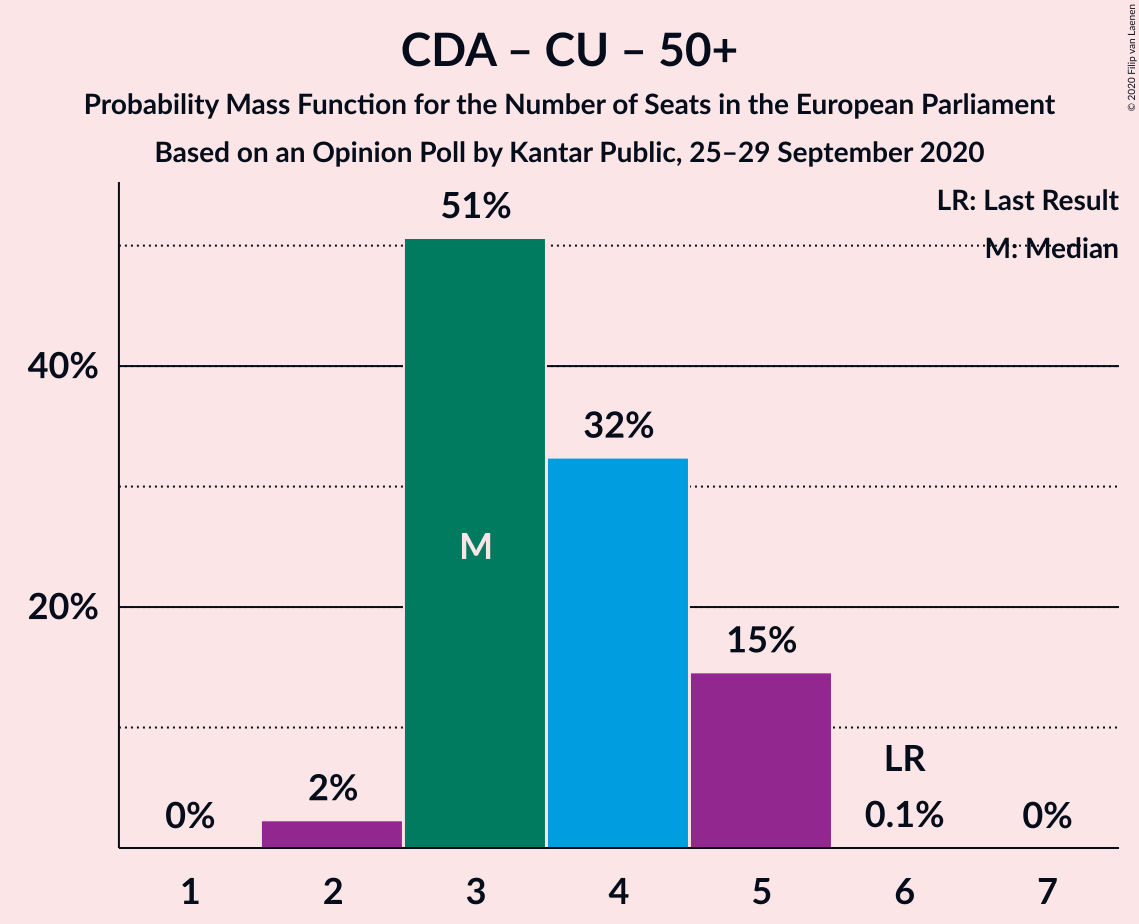 CDA – CU – 50+
Probability Mass Function for the Number of Seats in the European Parliament
Based on an Opinion Poll by Kantar Public, 25–29 September 2020
© 2020 Filip van Laenen
LR: Last Result
M: Median
51%
40%
32%
M
20%
15%
LR
2%
0%
0.1%
0%
1 2 3 4 5 6 7